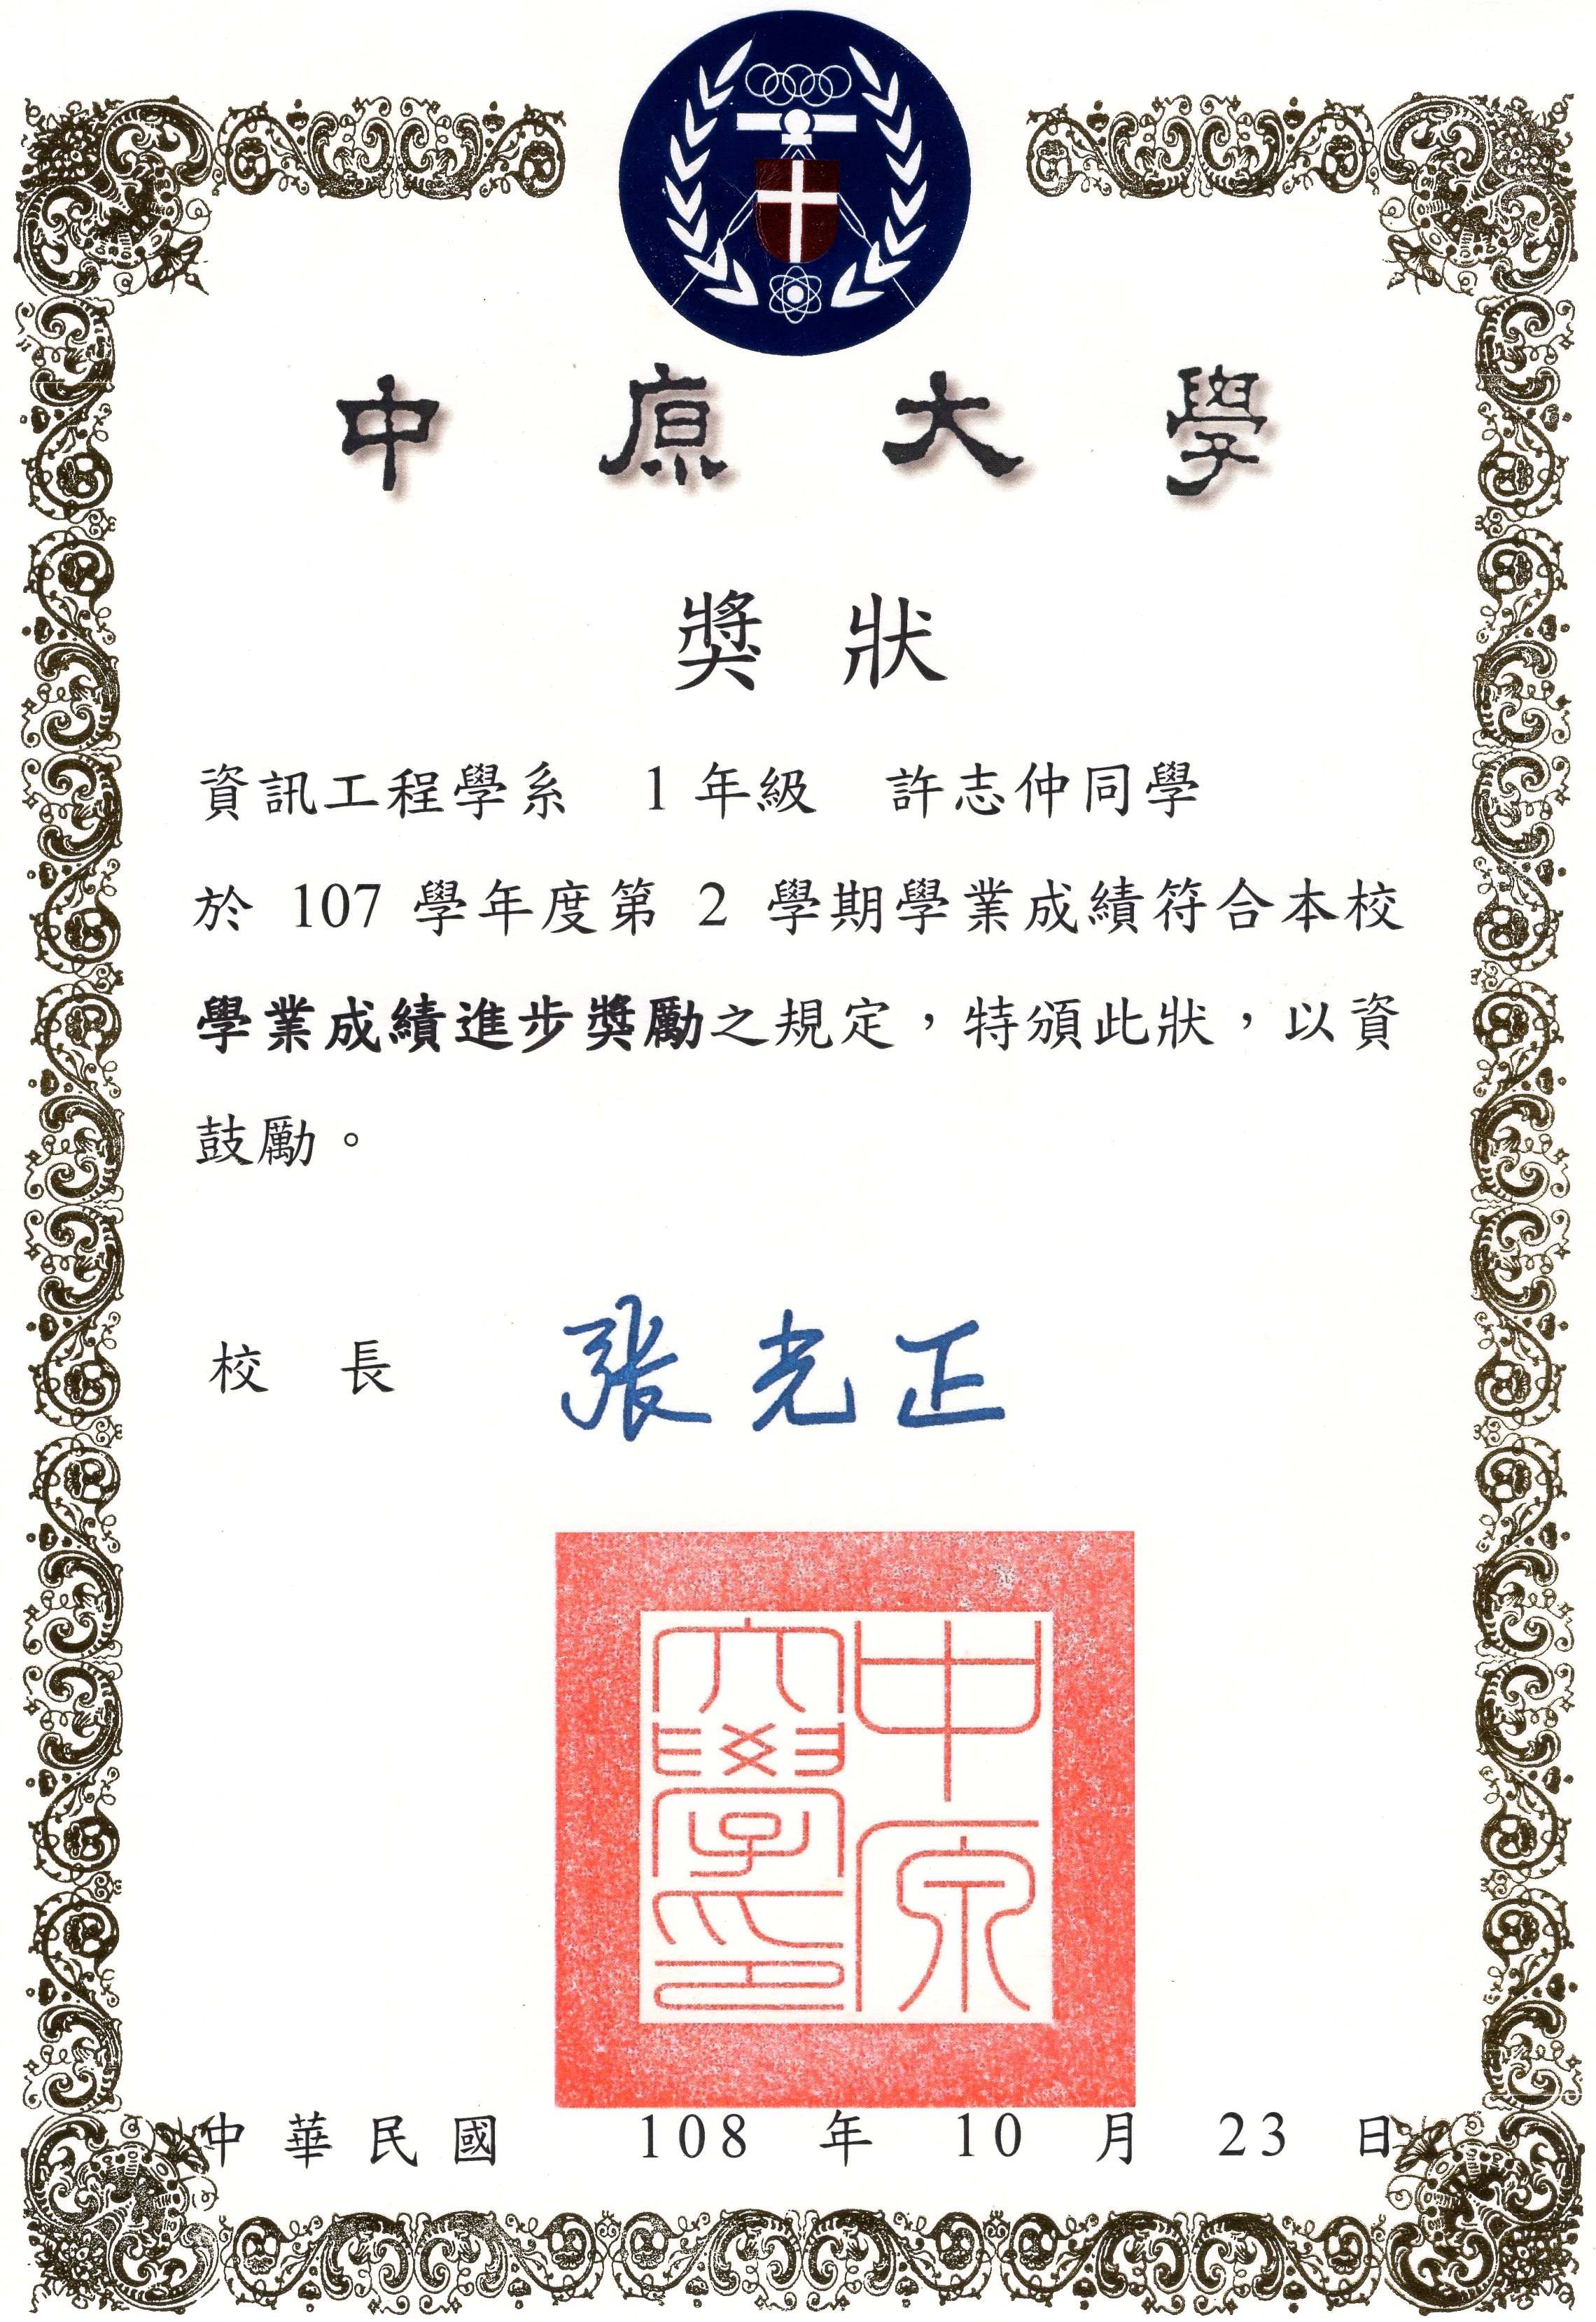 中原大學
獎狀
資訊工程學系 1年級 許志仲同學
於 107 學年度第 2 學期學業成績符合本校
學業成績進步獎勵之規定，特頒此狀，以資
鼓勵。
校長 張光正
中原
大學印
中華民國 108 年 10 月 23 日